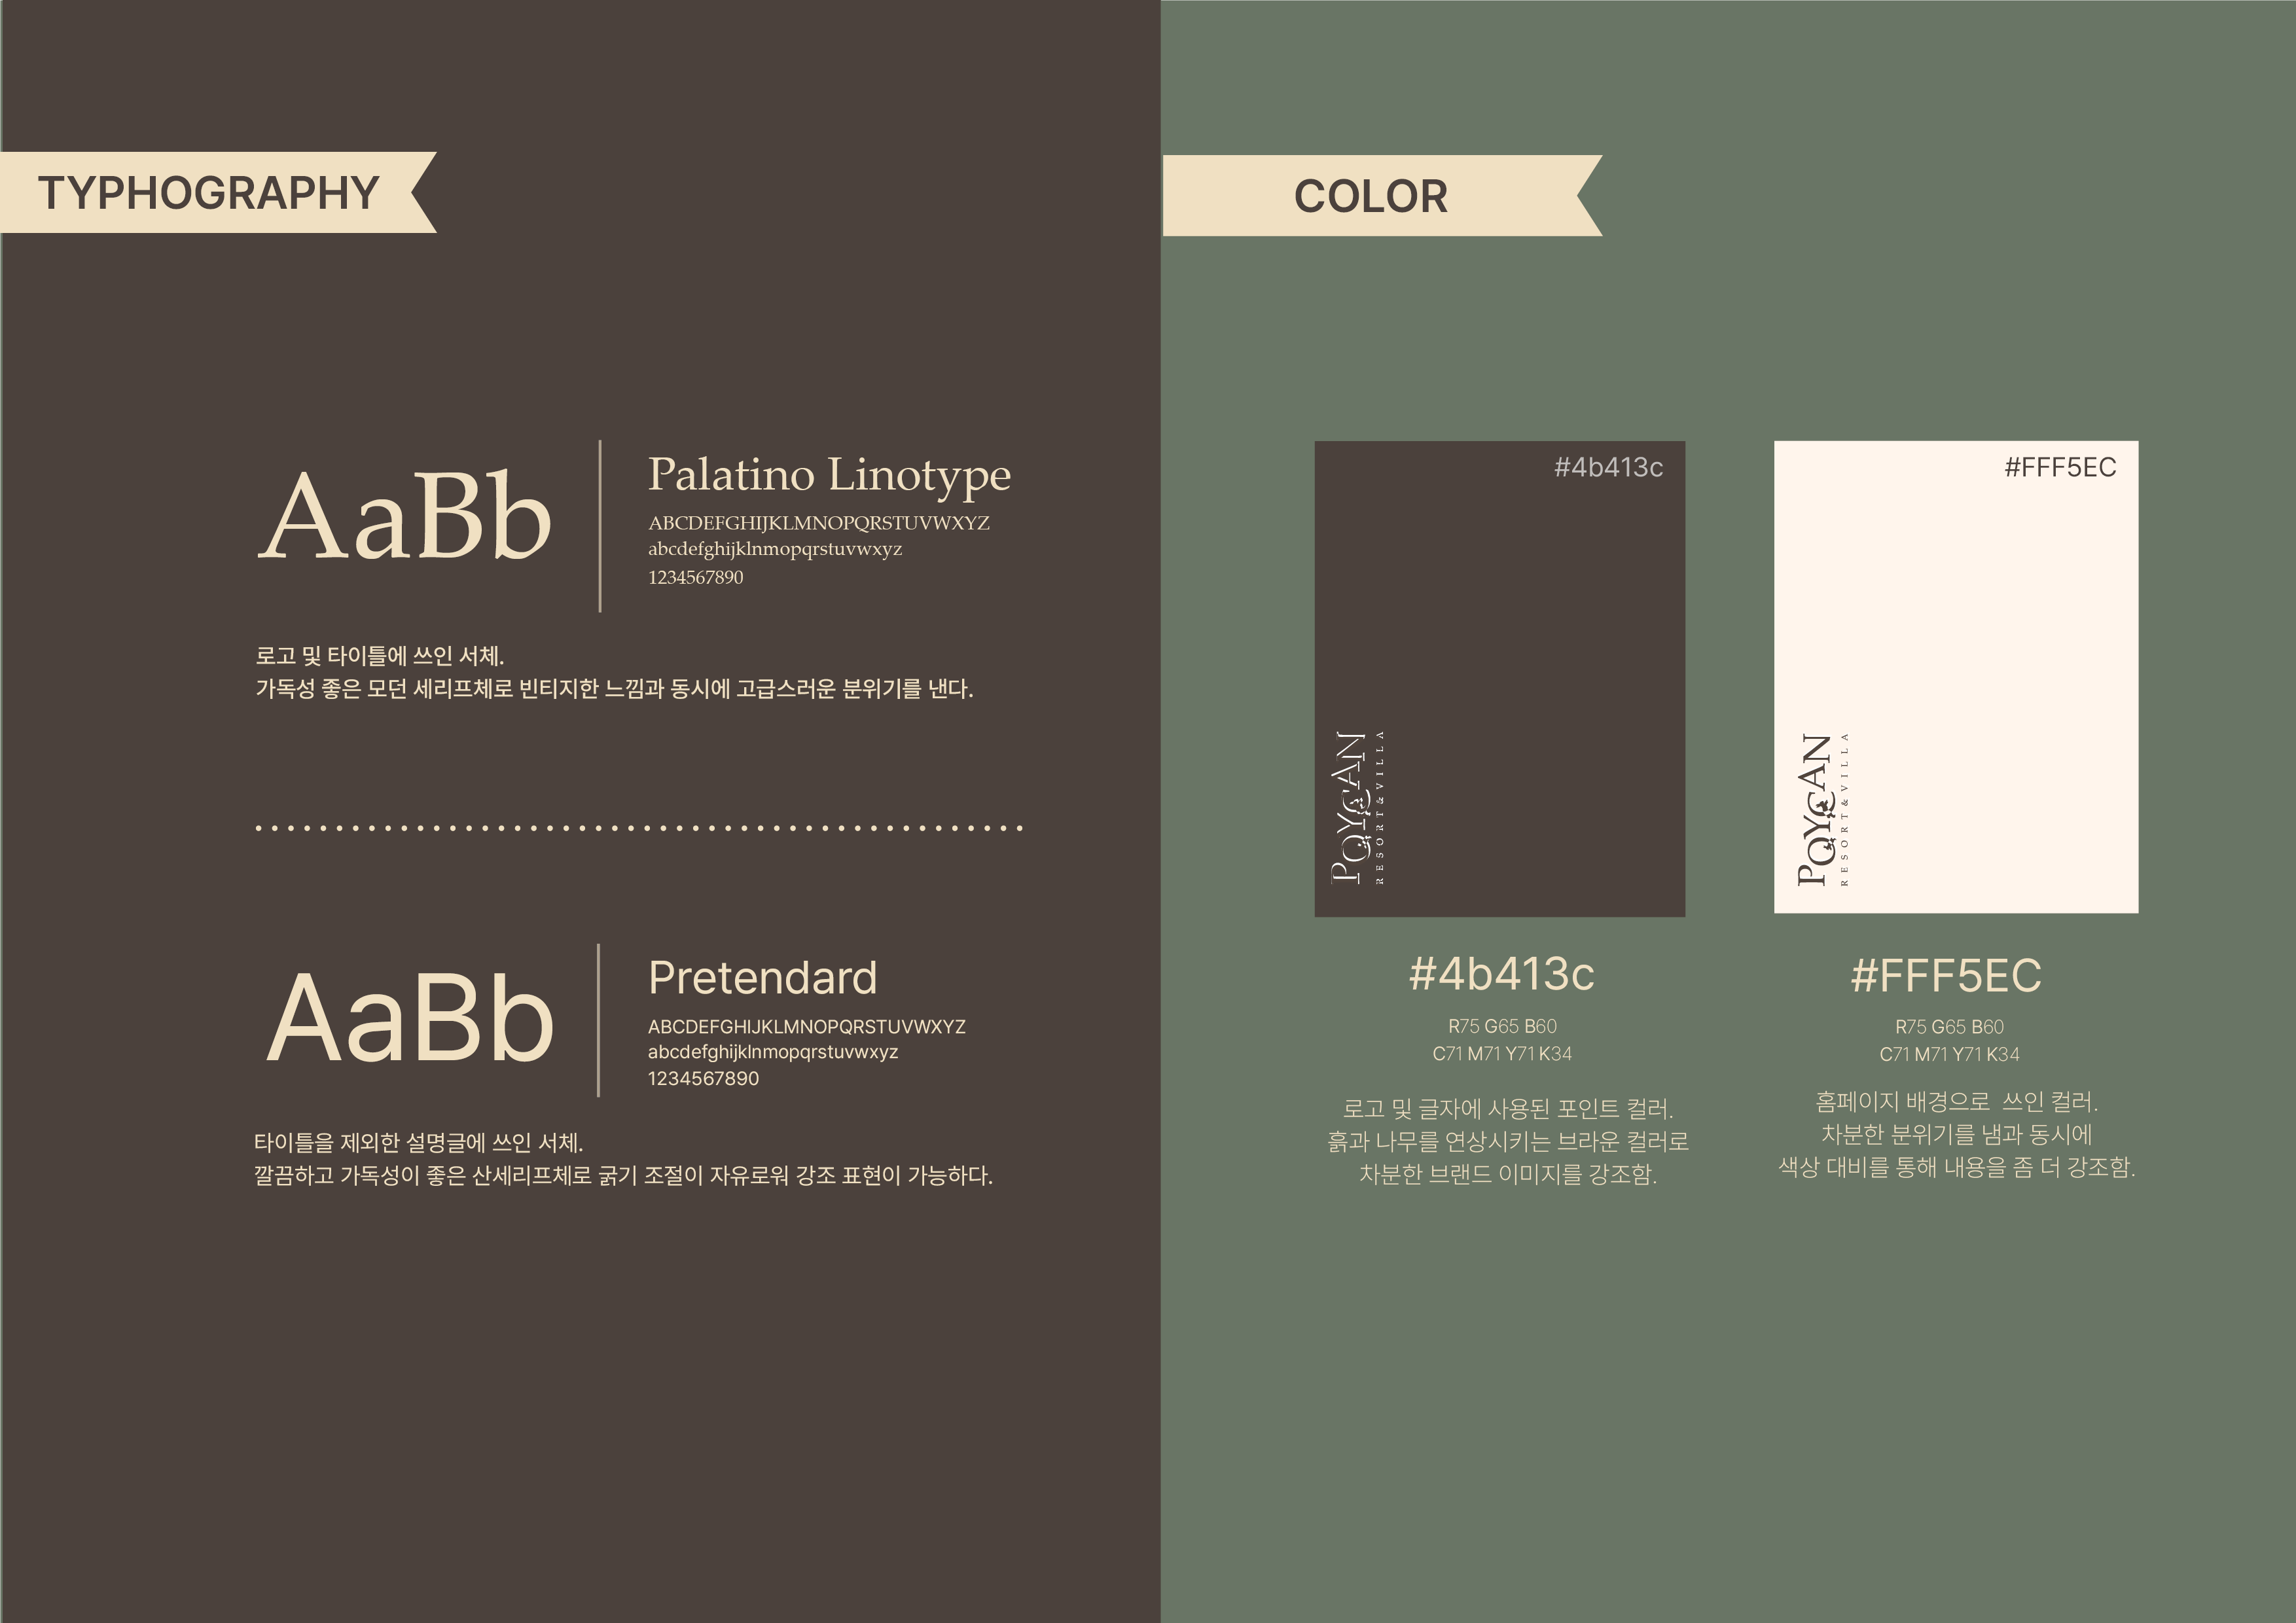 TYPHOGRAPHY
AaBb
Palatino Linotype
ABCDEFGHIJKLMNOPQRSTUVWXYZ
abcdefghijklnmopqrstuvwxyz
1234567890
로고 및 타이틀에 쓰인 서체.
가독성 좋은 모던 세리프체로 빈티지한 느낌과 동시에 고급스러운 분위기를 낸다.
AaBb
Pretendard
ABCDEFGHIJKLMNOPQRSTUVWXYZ
abcdefghijklnmopqrstuvwxyz
1234567890
타이틀을 제외한 설명글에 쓰인 서체.
깔끔하고 가독성이 좋은 산세리프체로 굵기 조절이 자유로워 강조 표현이 가능하다.
COLOR
#4b413c
POYCAN
RESORT&VILLA
#4b413c
R75 G65 B60
C71 M71 Y71 K34
로고 및 글자에 사용된 포인트 컬러.
흙과 나무를 연상시키는 브라운 컬러로
차분한 브랜드 이미지를 강조함.
#FFF5EC
POYCAN
RESORT&VILLA
#FFF5EC
R75 G65 B60
C71 M71 Y71 K34
홈페이지 배경으로 쓰인 컬러.
차분한 분위기를 냄과 동시에
색상 대비를 통해 내용을 좀 더 강조함.